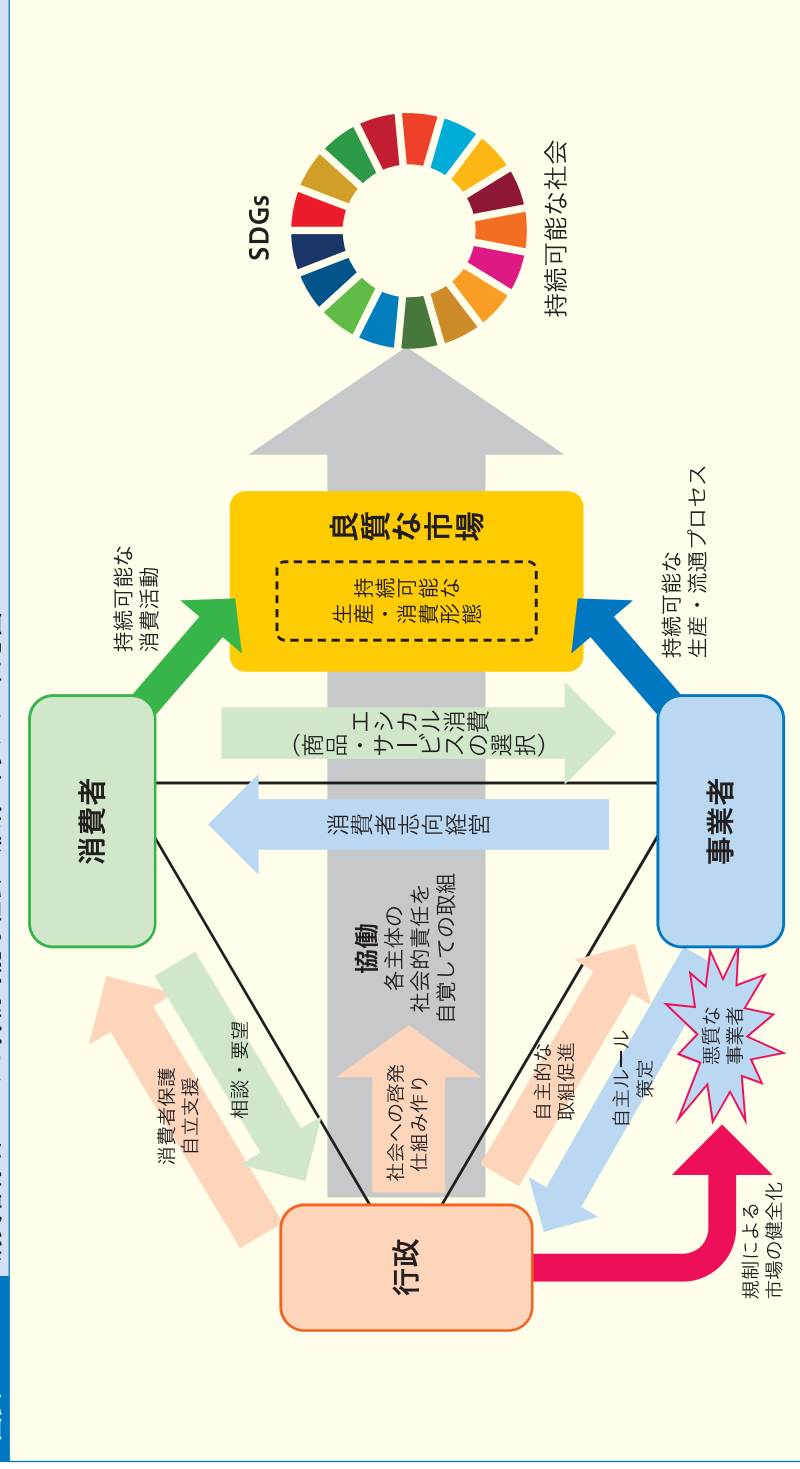 SDGs
持続可能な社会
良質な市場
持続可能な
生産・消費形態
持続可能な
消費活動
持続可能な
生産・流通プロセス
消費者
事業者
エシカル消費
（商品・サービスの選択）
消費者志向経営
協働
各主体の
社会的責任を
自覚しての取組
消費者保護
自立支援
相談・要望
社会への啓発
仕組み作り
自主的な
取組促進
自主ルール
策定
悪質な
事業者
行政
規制による
市場の健全化